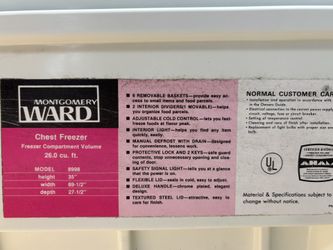 MONTGOMERY
WARD
Chest Freezer
Freezer Compartment Volume
26.0 cu. ft.
MODEL 8998
height 35"
width 69-1/2"
depth 27-1/2"
■ 6 REMOVABLE BASKETS—provide easy access to small items and food parcels.
■ 2 INTERIOR DIVIDERS(1 MOVABLE)—helps you organize food parcels.
■ ADJUSTABLE COLD CONTROL—lets you fast-freeze foods at flavor peak.
■ INTERIOR LIGHT—helps you find any item quickly, easily.
■ MANUAL DEFROST WITH DRAIN—designed for convenience, lessens work.
■ PROTECTIVE LOCK AND 2 KEYS—safe guard contents, stop unnecessary opening and closing of door.
■ SAFETY SIGNAL LIGHT—tells you at a glance that the power is on.
■ FLEXIBLE LID—seals in cold, easy to adjust.
■ DELUXE HANDLE—chrome plated, elegant design.
■ TEXTURED STEEL LID—attractive, easy to care for finish.
NORMAL CUSTOMER CAR
• Installation and operation in accordance with
in the Owners Guide.
• Electrical connection to the correct power supply
circuit, voltage, fuse or circuit breaker.
• Setting of temperature control
• Cleaning and care of finish after installation.
• Replacement of light bulbs with proper size
bulb.
UL
Material & Specifications subject to
change without notice.